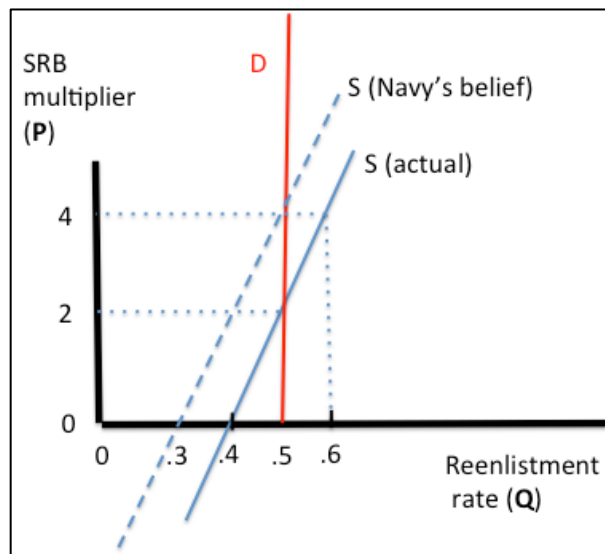 SRB
multiplier
(P)
D
S (Navy's belief)
S (actual)
4
2
0
0
.3
.4
.5
.6
Reenlistment
rate (Q)